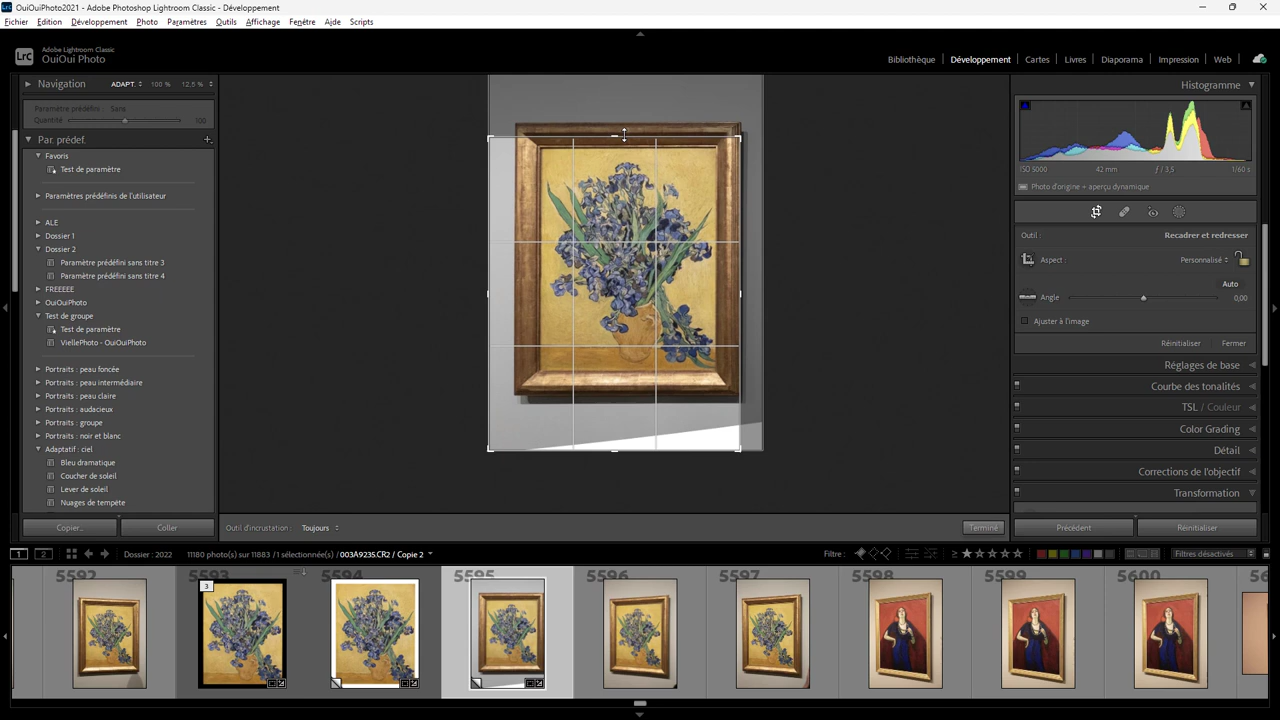 OuiOuiPhoto2021 - Adobe Photoshop Lightroom Classic - Développement
Fichier Edition Développement Photo Paramètres Outils Affichage Fenêtre Aide Scripts
Lrc Adobe Lightroom Classic
OuiOui Photo
Bibliothèque Développement Cartes Livres Diaporama Impression Web
Navigation ADAPT. 100 % 12,5 %
Histogramme
Paramètre prédéfini : Sans
Quantité 100
Par. prédef.
Favoris
Test de paramètre
Paramètres prédéfinis de l'utilisateur
ALE
Dossier 1
Dossier 2
Paramètre prédéfini sans titre 3
Paramètre prédéfini sans titre 4
FREEEEE
OuiOuiPhoto
Test de groupe
Test de paramètre
ViellePhoto - OuiOuiPhoto
Portraits : peau foncée
Portraits : peau intermédiaire
Portraits : peau claire
Portraits : audacieux
Portraits : groupe
Portraits : noir et blanc
Adaptatif : ciel
Bleu dramatique
Coucher de soleil
Lever de soleil
Nuages de tempête
Copier... Coller
ISO 5000 42 mm ƒ / 3,5 1/60 s
Photo d'origine + aperçu dynamique
Outil : Recadrer et redresser
Aspect : Personnalisé
Auto
Angle 0,00
Ajuster à l'image
Réinitialiser Fermer
Réglages de base
Courbe des tonalités
TSL / Couleur
Color Grading
Détail
Corrections de l'objectif
Transformation
Outil d'incrustation : Toujours Terminé
Précédent Réinitialiser
1 2 Dossier : 2022 11180 photo(s) sur 11883 / 1 sélectionnée(s) / 003A9235.CR2 / Copie 2 Filtre : Filtres désactivés
5592 5593 5594 5595 5596 5597 5598 5599 5600 56
3